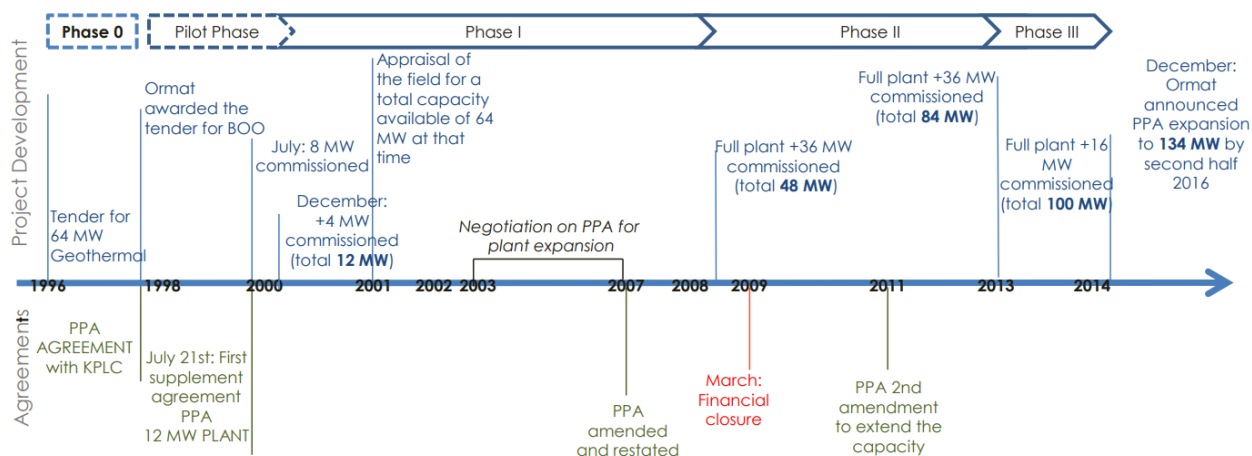 Phase 0
Pilot Phase
Phase I
Phase II
Phase III
Project Development
Tender for
64 MW
Geothermal
Ormat
awarded the
tender for BOO
July: 8 MW
commissioned
December:
+4 MW
commissioned
(total 12 MW)
Appraisal of
the field for a
total capacity
available of 64
MW at that
time
Negotiation on PPA for
plant expansion
Full plant +36 MW
commissioned
(total 48 MW)
Full plant +36 MW
commissioned
(total 84 MW)
Full plant +16
MW
commissioned
(total 100 MW)
December:
Ormat
announced
PPA expansion
to 134 MW by
second half
2016
1996
1998
2000
2001
2002
2003
2007
2008
2009
2011
2013
2014
Agreements
PPA
AGREEMENT
with KPLC
July 21st: First
supplement
agreement
PPA
12 MW PLANT
PPA
amended
and restated
March:
Financial
closure
PPA 2nd
amendment
to extend the
capacity